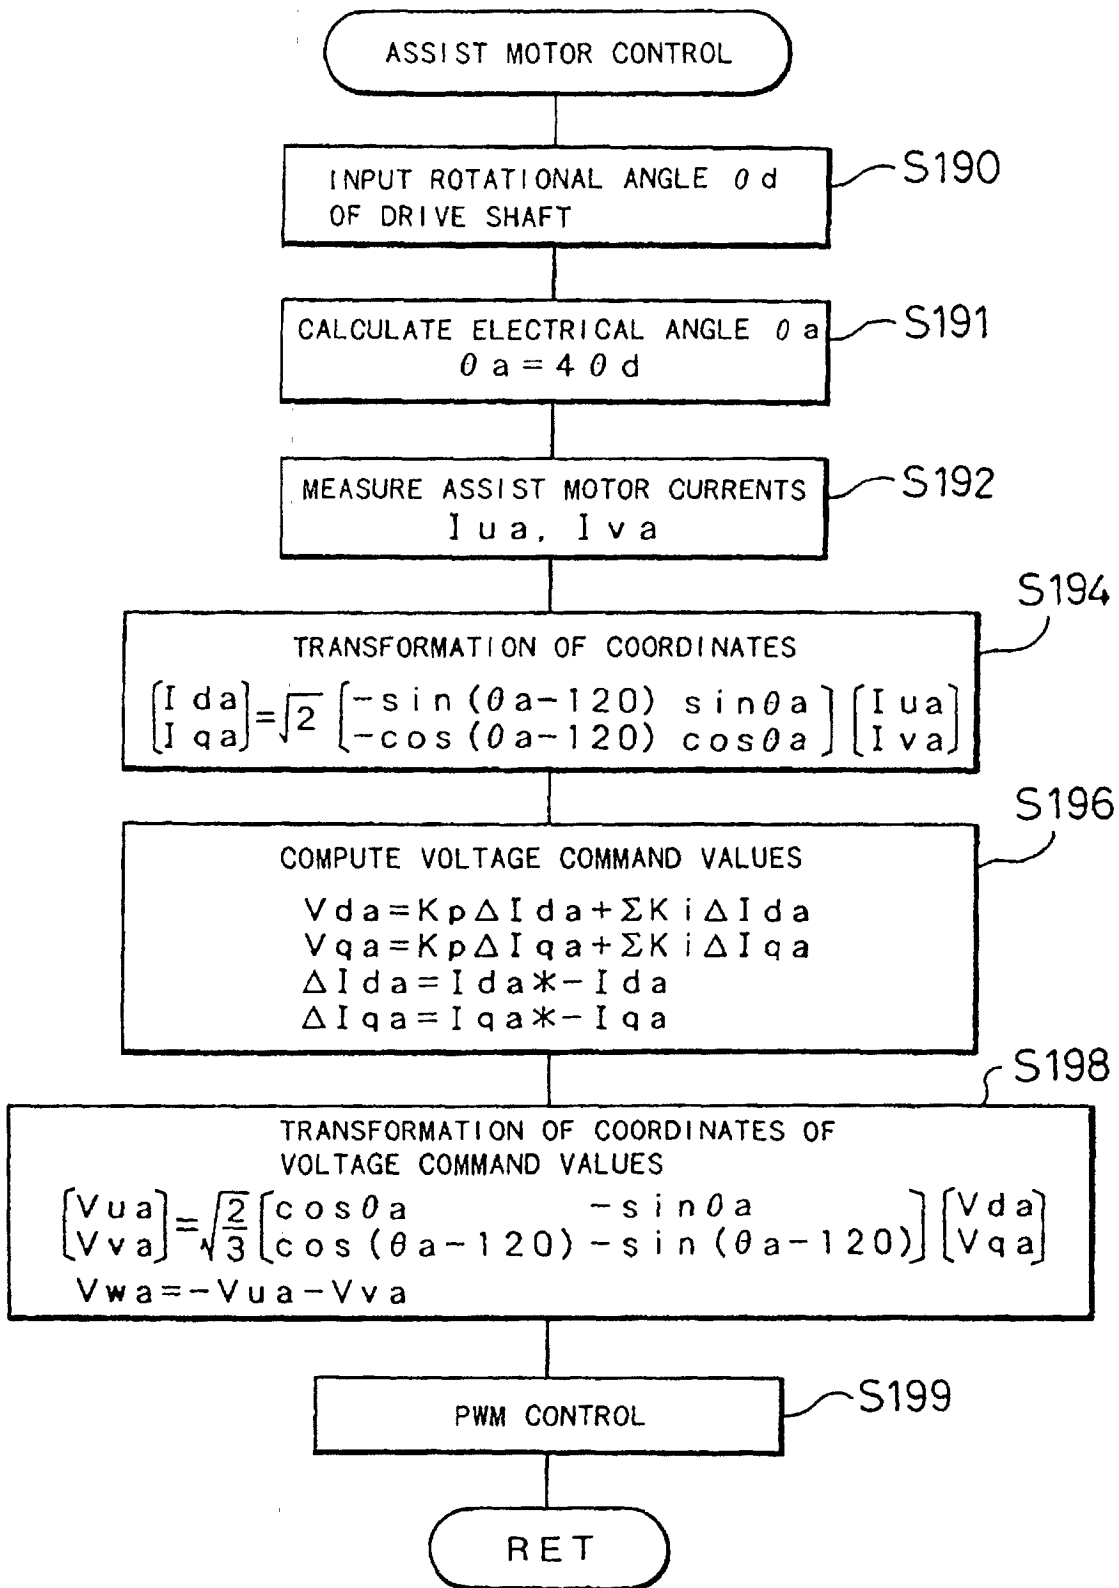 ASSIST MOTOR CONTROL
INPUT ROTATIONAL ANGLE θd
OF DRIVE SHAFT
S190
CALCULATE ELECTRICAL ANGLE θa
θa=4θd
S191
MEASURE ASSIST MOTOR CURRENTS
Iua, Iva
S192
S194
TRANSFORMATION OF COORDINATES
[Ida]=√2 [-sin(θa-120) sinθa] [Iua]
[Iqa] [-cos(θa-120) cosθa] [Iva]
S196
COMPUTE VOLTAGE COMMAND VALUES
Vda=KpΔIda+ΣKiΔIda
Vqa=KpΔIqa+ΣKiΔIqa
ΔIda=Ida*-Ida
ΔIqa=Iqa*-Iqa
S198
TRANSFORMATION OF COORDINATES OF
VOLTAGE COMMAND VALUES
[Vua]=√2/3 [cosθa -sinθa] [Vda]
[Vva] [cos(θa-120) -sin(θa-120)] [Vqa]
Vwa=-Vua-Vva
PWM CONTROL
S199
RET